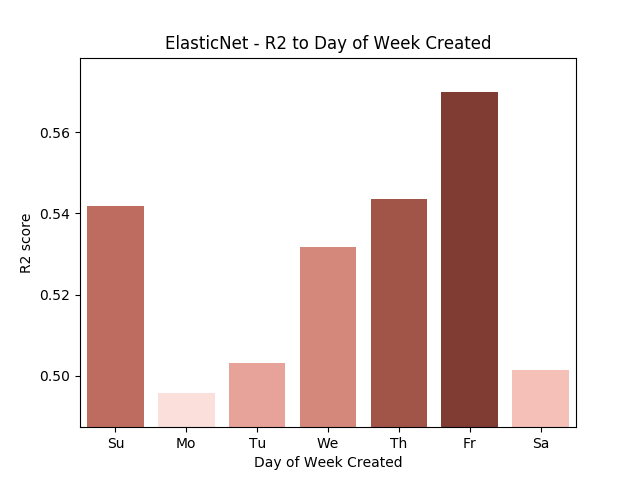 ElasticNet - R2 to Day of Week Created
R2 score
0.56
0.54
0.52
0.50
Su Mo Tu We Th Fr Sa
Day of Week Created